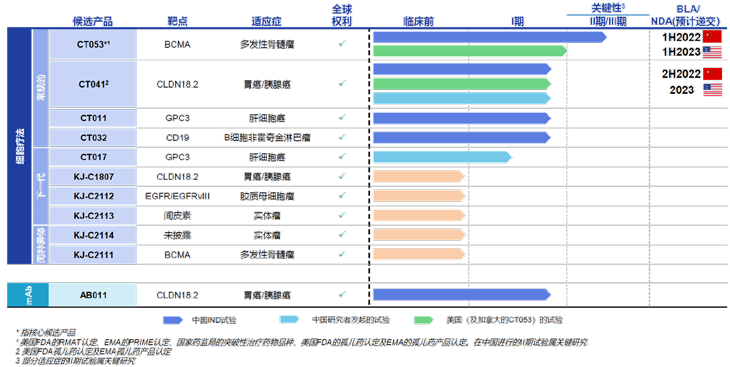 候选产品 靶点 适应症 全球权利 临床前 I期 关键性3 II期/III期 BLA/NDA(预计递交)
细胞疗法
常规的
CT053*1 BCMA 多发性骨髓瘤 ✓ 1H2022
1H2023
CT0412 CLDN18.2 胃癌/胰腺癌 ✓ 2H2022
2023
CT011 GPC3 肝细胞癌 ✓
CT032 CD19 B细胞非霍奇金淋巴瘤 ✓
下一代
CT017 GPC3 肝细胞癌 ✓
KJ-C1807 CLDN18.2 胃癌/胰腺癌 ✓
KJ-C2112 EGFR/EGFRvIII 胶质母细胞瘤 ✓
KJ-C2113 间皮素 实体瘤 ✓
同种异体
KJ-C2114 未披露 实体瘤 ✓
KJ-C2111 BCMA 多发性骨髓瘤 ✓
mAb
AB011 CLDN18.2 胃癌/胰腺癌 ✓
中国IND试验 中国研究者发起的试验 美国（及加拿大的CT053）的试验
* 指核心候选产品
1 美国FDA的RMAT认定、EMA的PRIME认定、国家药监局的突破性治疗药物品种、美国FDA的孤儿药认定及EMA的孤儿药产品认定。在中国进行的II期试验属关键研究
2 美国FDA孤儿药认定及EMA孤儿药产品认定
3 部分适应症的II期试验属关键研究